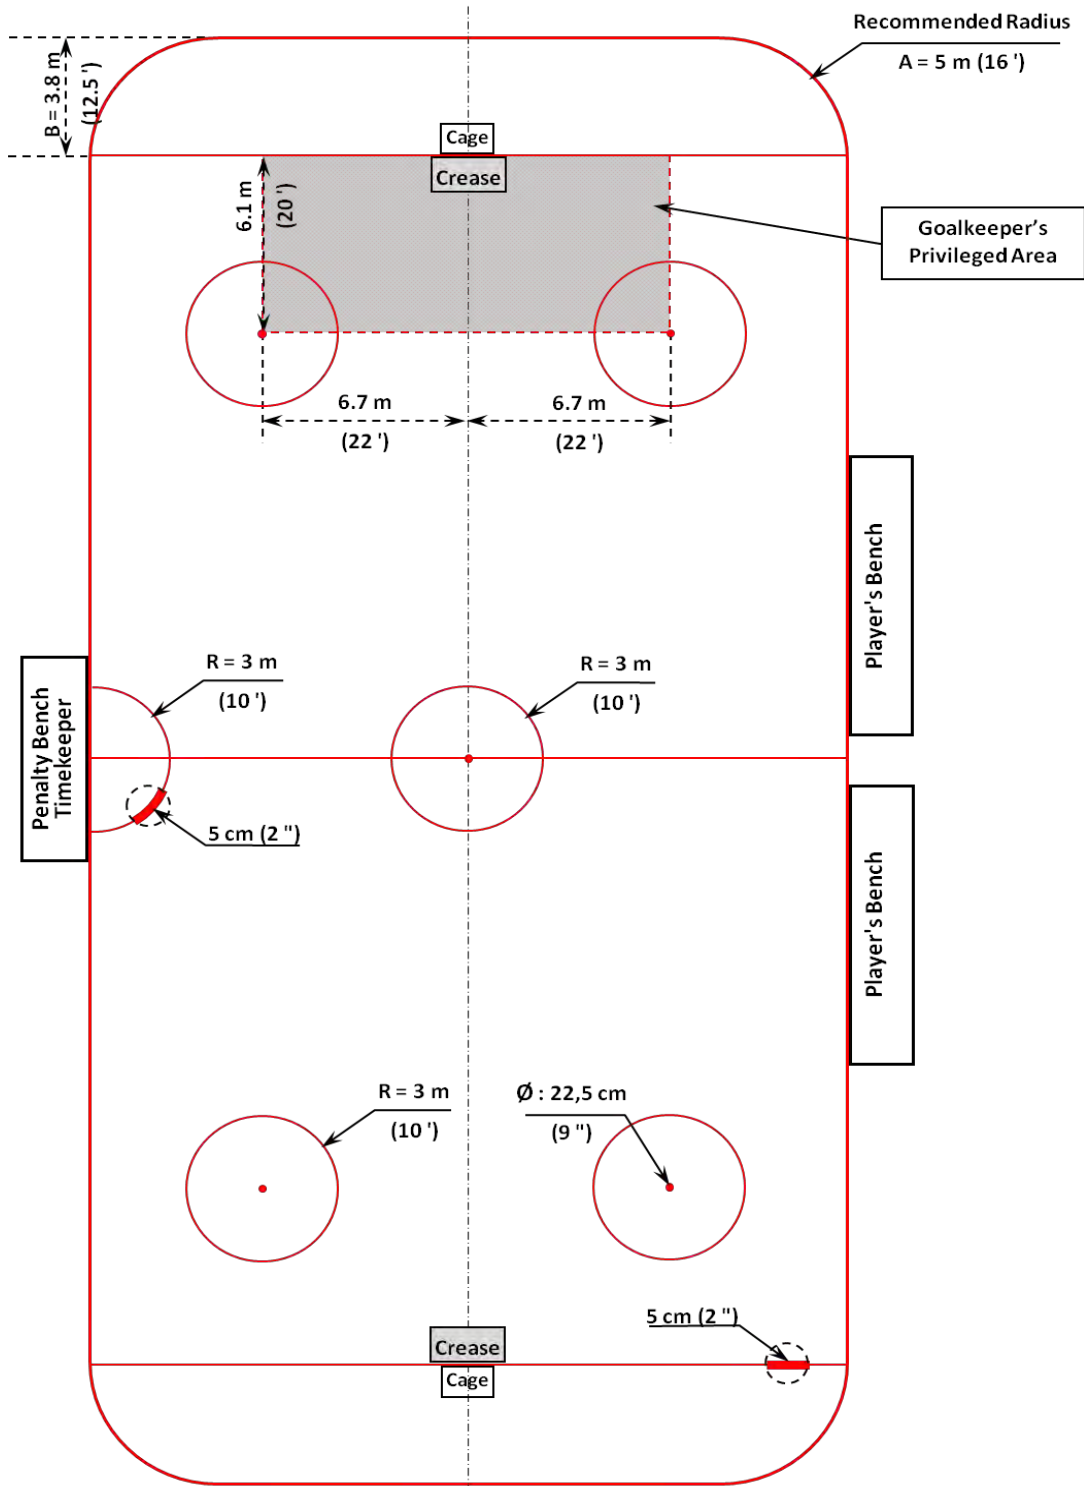 Recommended Radius
A = 5 m (16 ')
B = 3.8 m
(12.5 ')
Cage
Crease
6.1 m
(20 ')
Goalkeeper’s
Privileged Area
6.7 m
(22 ')
6.7 m
(22 ')
Player's Bench
R = 3 m
(10 ')
R = 3 m
(10 ')
Penalty Bench
Timekeeper
5 cm (2 ")
Player's Bench
R = 3 m
(10 ')
Ø : 22,5 cm
(9 ")
5 cm (2 ")
Crease
Cage